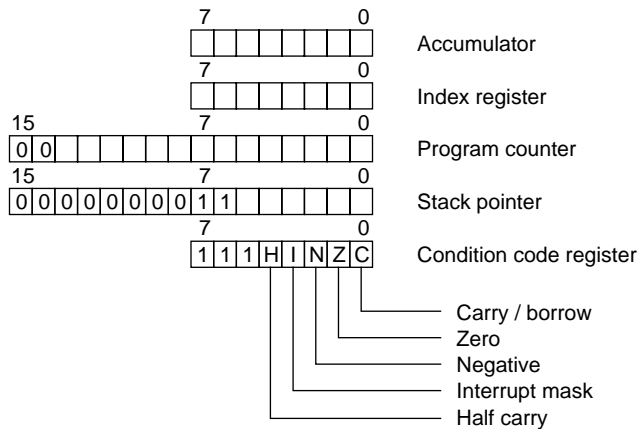 7 0
Accumulator
7 0
Index register
15 7 0
0 0
Program counter
15 7 0
0 0 0 0 0 0 0 0 1 1
Stack pointer
7 0
1 1 1 H I N Z C
Condition code register
Carry / borrow
Zero
Negative
Interrupt mask
Half carry